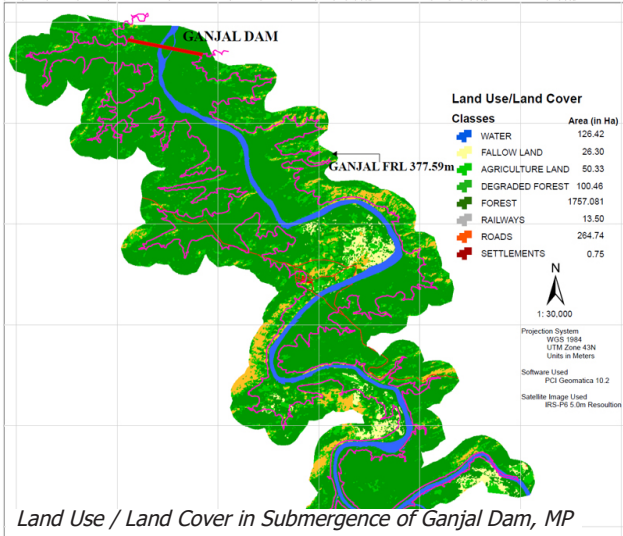 GANJAL DAM
Land Use/Land Cover
Classes Area (in Ha)
WATER 126.42
FALLOW LAND 26.30
AGRICULTURE LAND 50.33
DEGRADED FOREST 100.46
FOREST 1757.081
RAILWAYS 13.50
ROADS 264.74
SETTLEMENTS 0.75
GANJAL FRL 377.59m
N
1: 30,000
Projection System
WGS 1984
UTM Zone 43N
Units in Meters
Software Used
PCI Geomatica 10.2
Satellite Image Used
IRS-P6 5.0m Resoultion
Land Use / Land Cover in Submergence of Ganjal Dam, MP